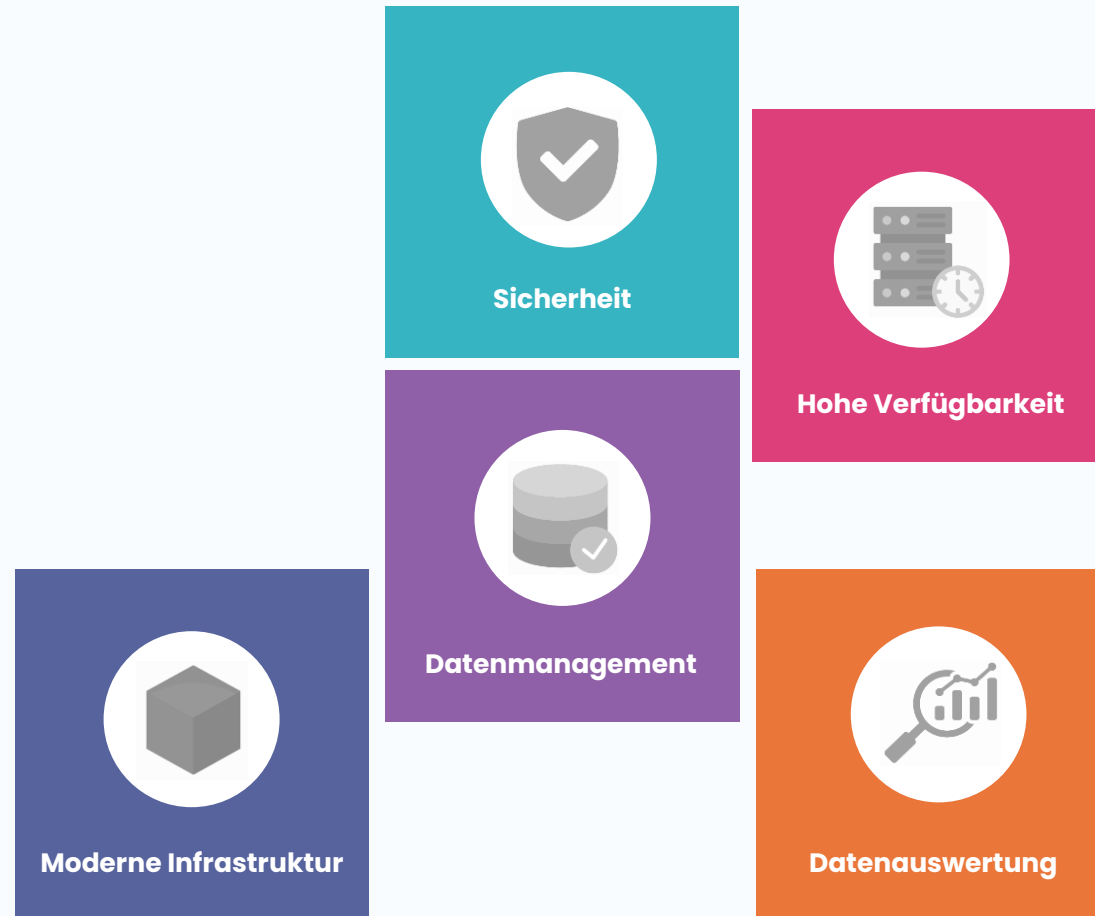 Sicherheit
Hohe Verfügbarkeit
Datenmanagement
Moderne Infrastruktur
Datenauswertung